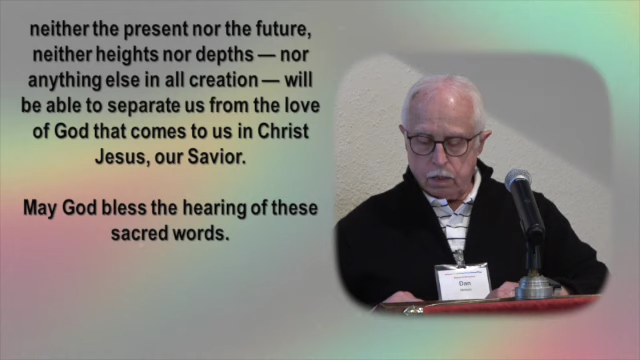 neither the present nor the future,
neither heights nor depths — nor
anything else in all creation — will
be able to separate us from the love
of God that comes to us in Christ
Jesus, our Savior.
May God bless the hearing of these
sacred words.
Dan